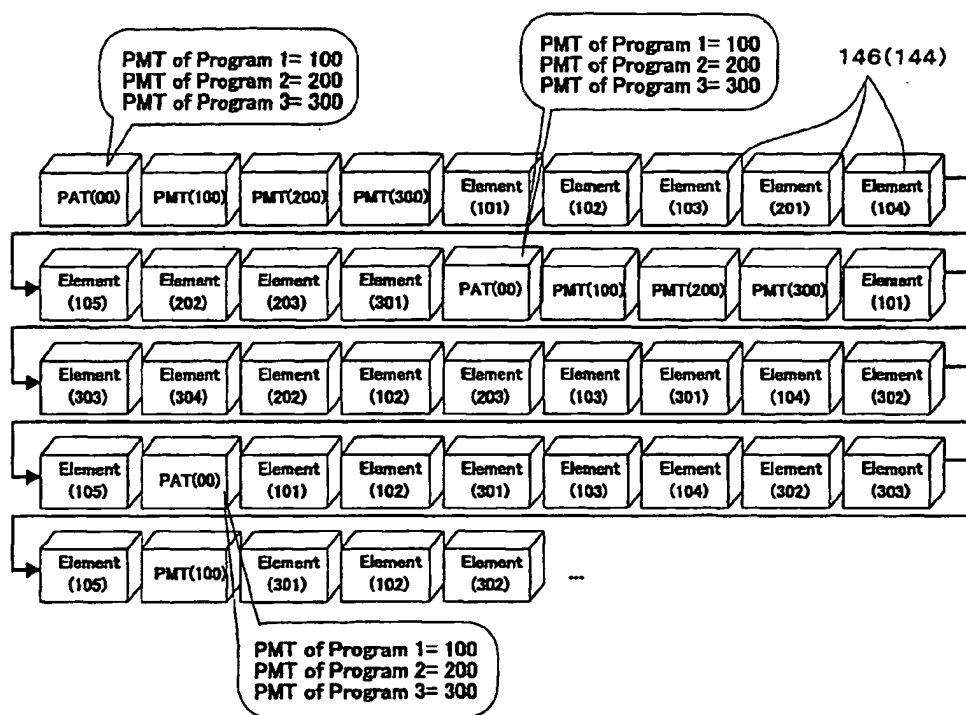 PMT of Program 1= 100
PMT of Program 2= 200
PMT of Program 3= 300
PMT of Program 1= 100
PMT of Program 2= 200
PMT of Program 3= 300
146(144)
PAT(00) PMT(100) PMT(200) PMT(300) Element (101) Element (102) Element (103) Element (201) Element (104)
Element (105) Element (202) Element (203) Element (301) PAT(00) PMT(100) PMT(200) PMT(300) Element (101)
Element (303) Element (304) Element (202) Element (102) Element (203) Element (103) Element (301) Element (104) Element (302)
Element (105) PAT(00) Element (101) Element (102) Element (301) Element (103) Element (104) Element (302) Element (303)
Element (105) PMT(100) Element (301) Element (102) Element (302) ...
PMT of Program 1= 100
PMT of Program 2= 200
PMT of Program 3= 300